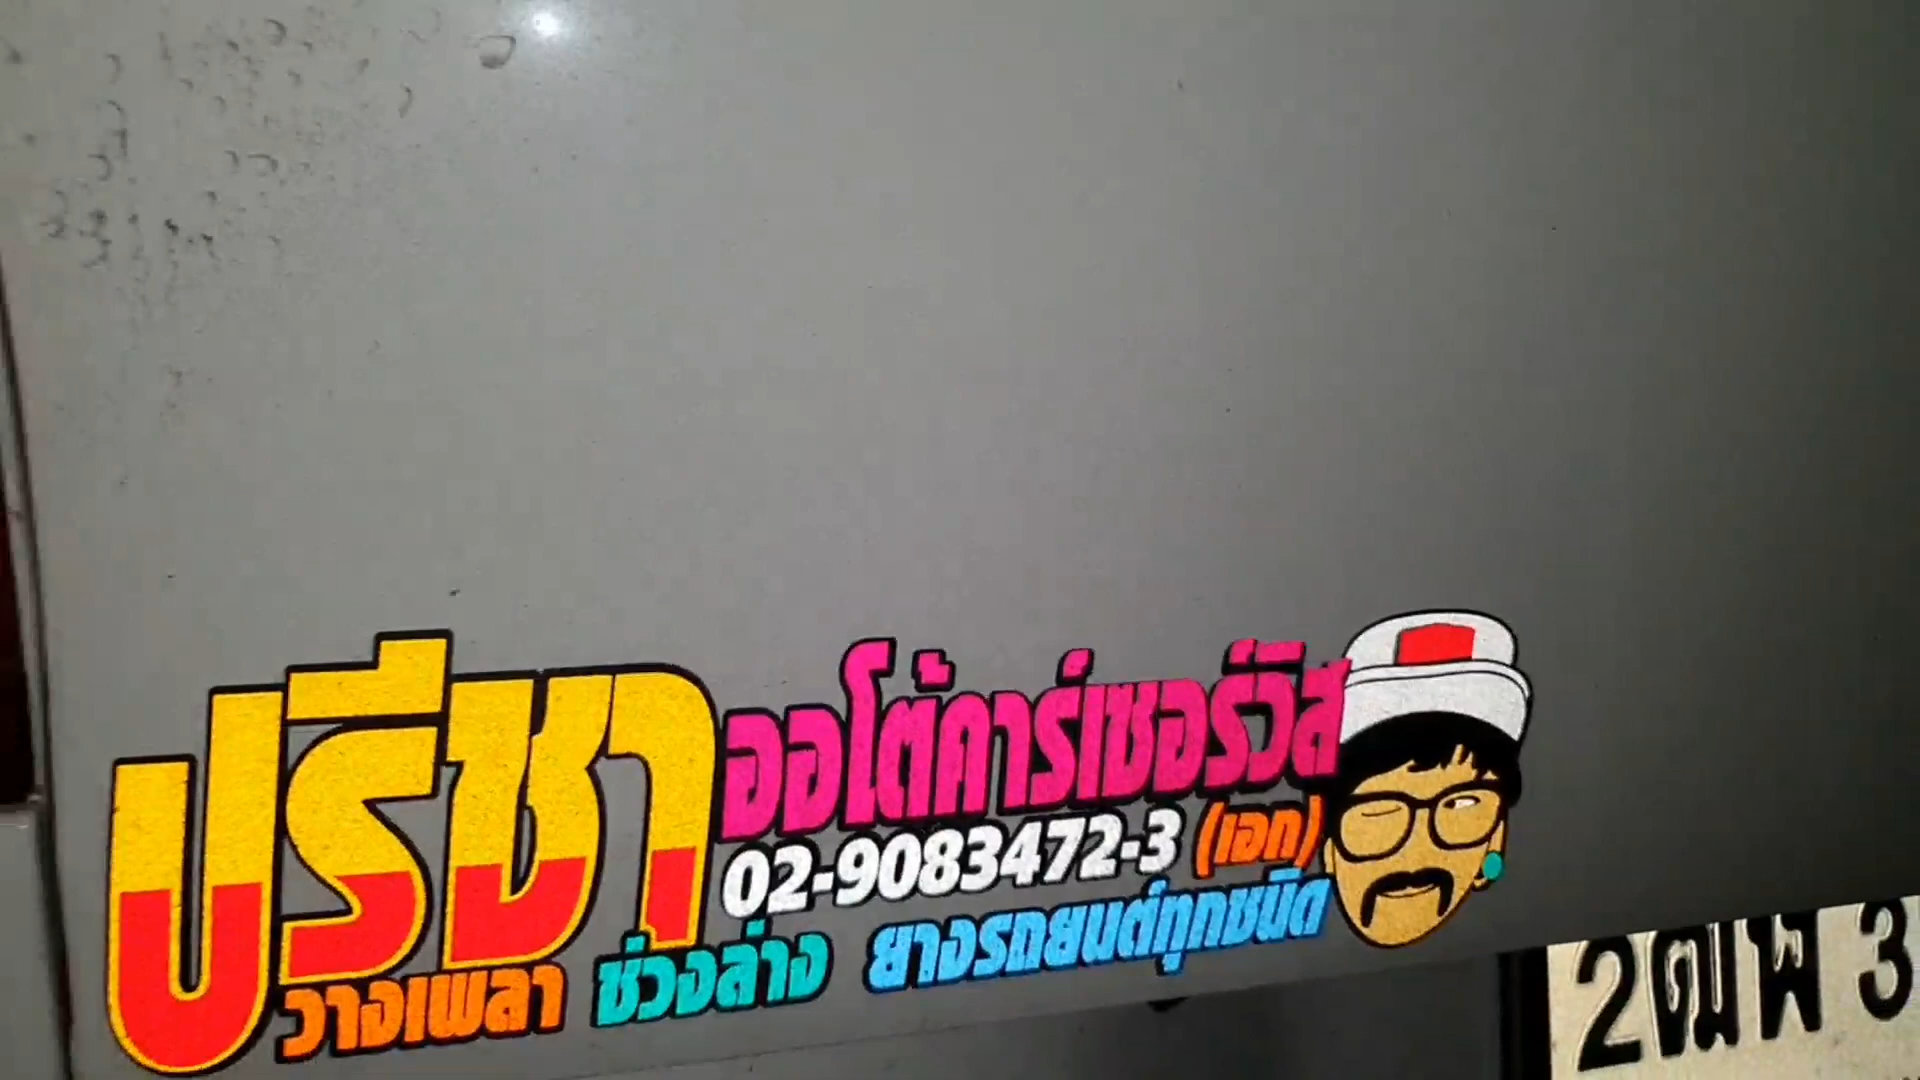 ปรีชา
ออโต้คาร์เซอร์วิส
02-9083472-3 (เอก)
วางเพลา ช่วงล่าง ยางรถยนต์ทุกชนิด
2ฒพ 3